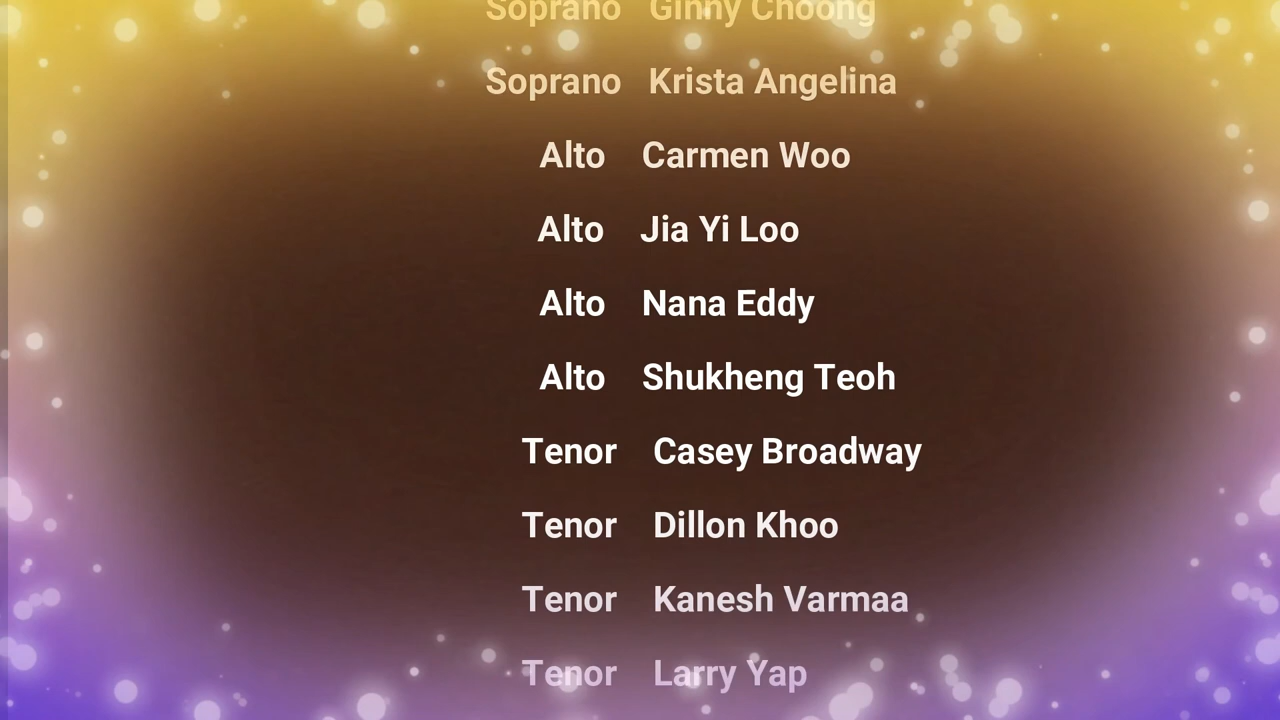 Soprano Ginny Choong
Soprano Krista Angelina
Alto Carmen Woo
Alto Jia Yi Loo
Alto Nana Eddy
Alto Shukheng Teoh
Tenor Casey Broadway
Tenor Dillon Khoo
Tenor Kanesh Varmaa
Tenor Larry Yap